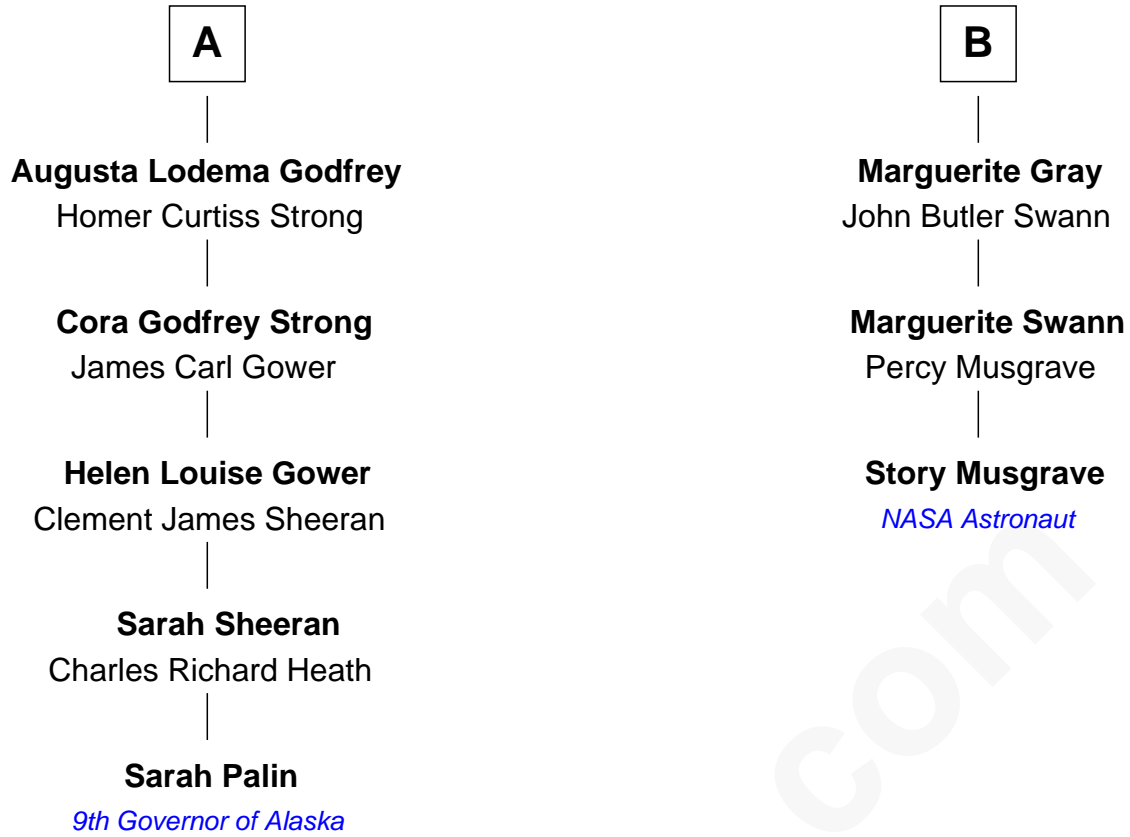 A
Augusta Lodema Godfrey
Homer Curtiss Strong
Cora Godfrey Strong
James Carl Gower
Helen Louise Gower
Clement James Sheeran
Sarah Sheeran
Charles Richard Heath
Sarah Palin
9th Governor of Alaska
B
Marguerite Gray
John Butler Swann
Marguerite Swann
Percy Musgrave
Story Musgrave
NASA Astronaut
com